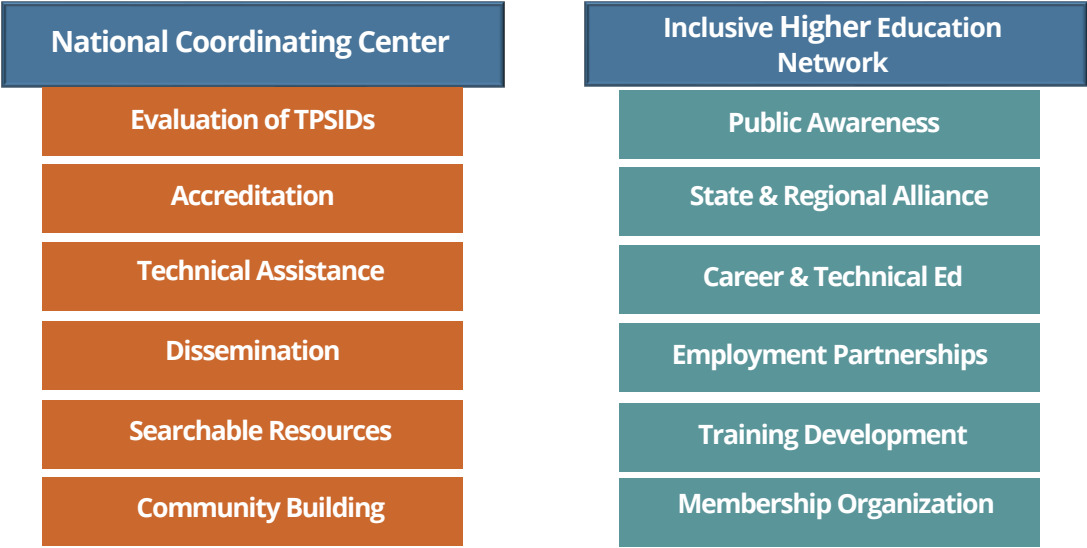 National Coordinating Center
Evaluation of TPSIDs
Accreditation
Technical Assistance
Dissemination
Searchable Resources
Community Building
Inclusive Higher Education
Network
Public Awareness
State & Regional Alliance
Career & Technical Ed
Employment Partnerships
Training Development
Membership Organization